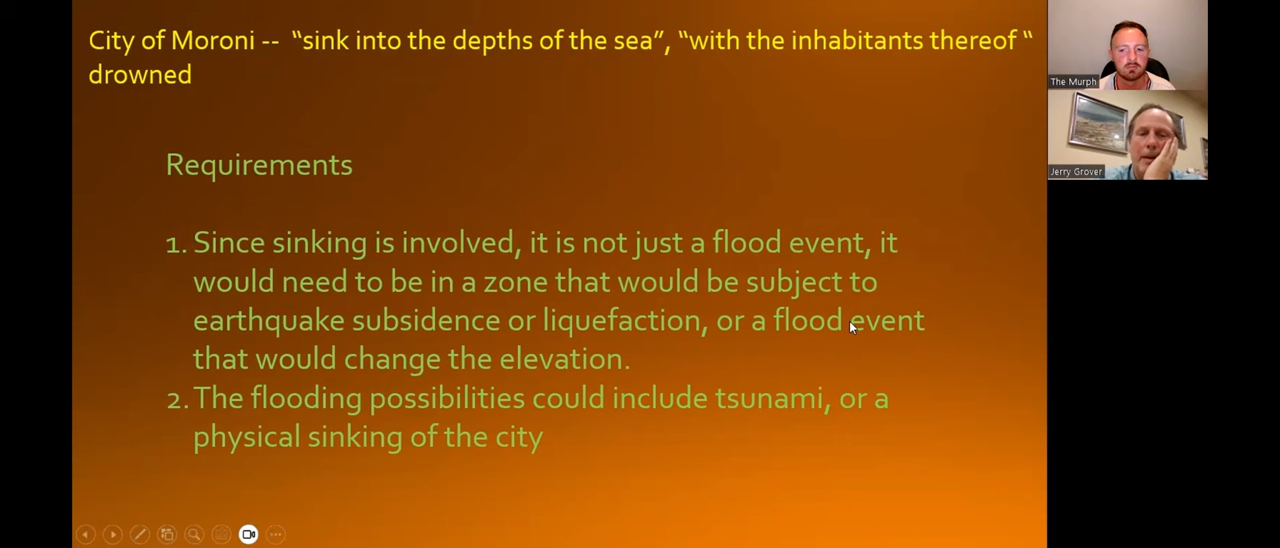 City of Moroni -- “sink into the depths of the sea”, “with the inhabitants thereof “
drowned
Requirements
1. Since sinking is involved, it is not just a flood event, it
would need to be in a zone that would be subject to
earthquake subsidence or liquefaction, or a flood event
that would change the elevation.
2. The flooding possibilities could include tsunami, or a
physical sinking of the city
The Murph
Jerry Grover